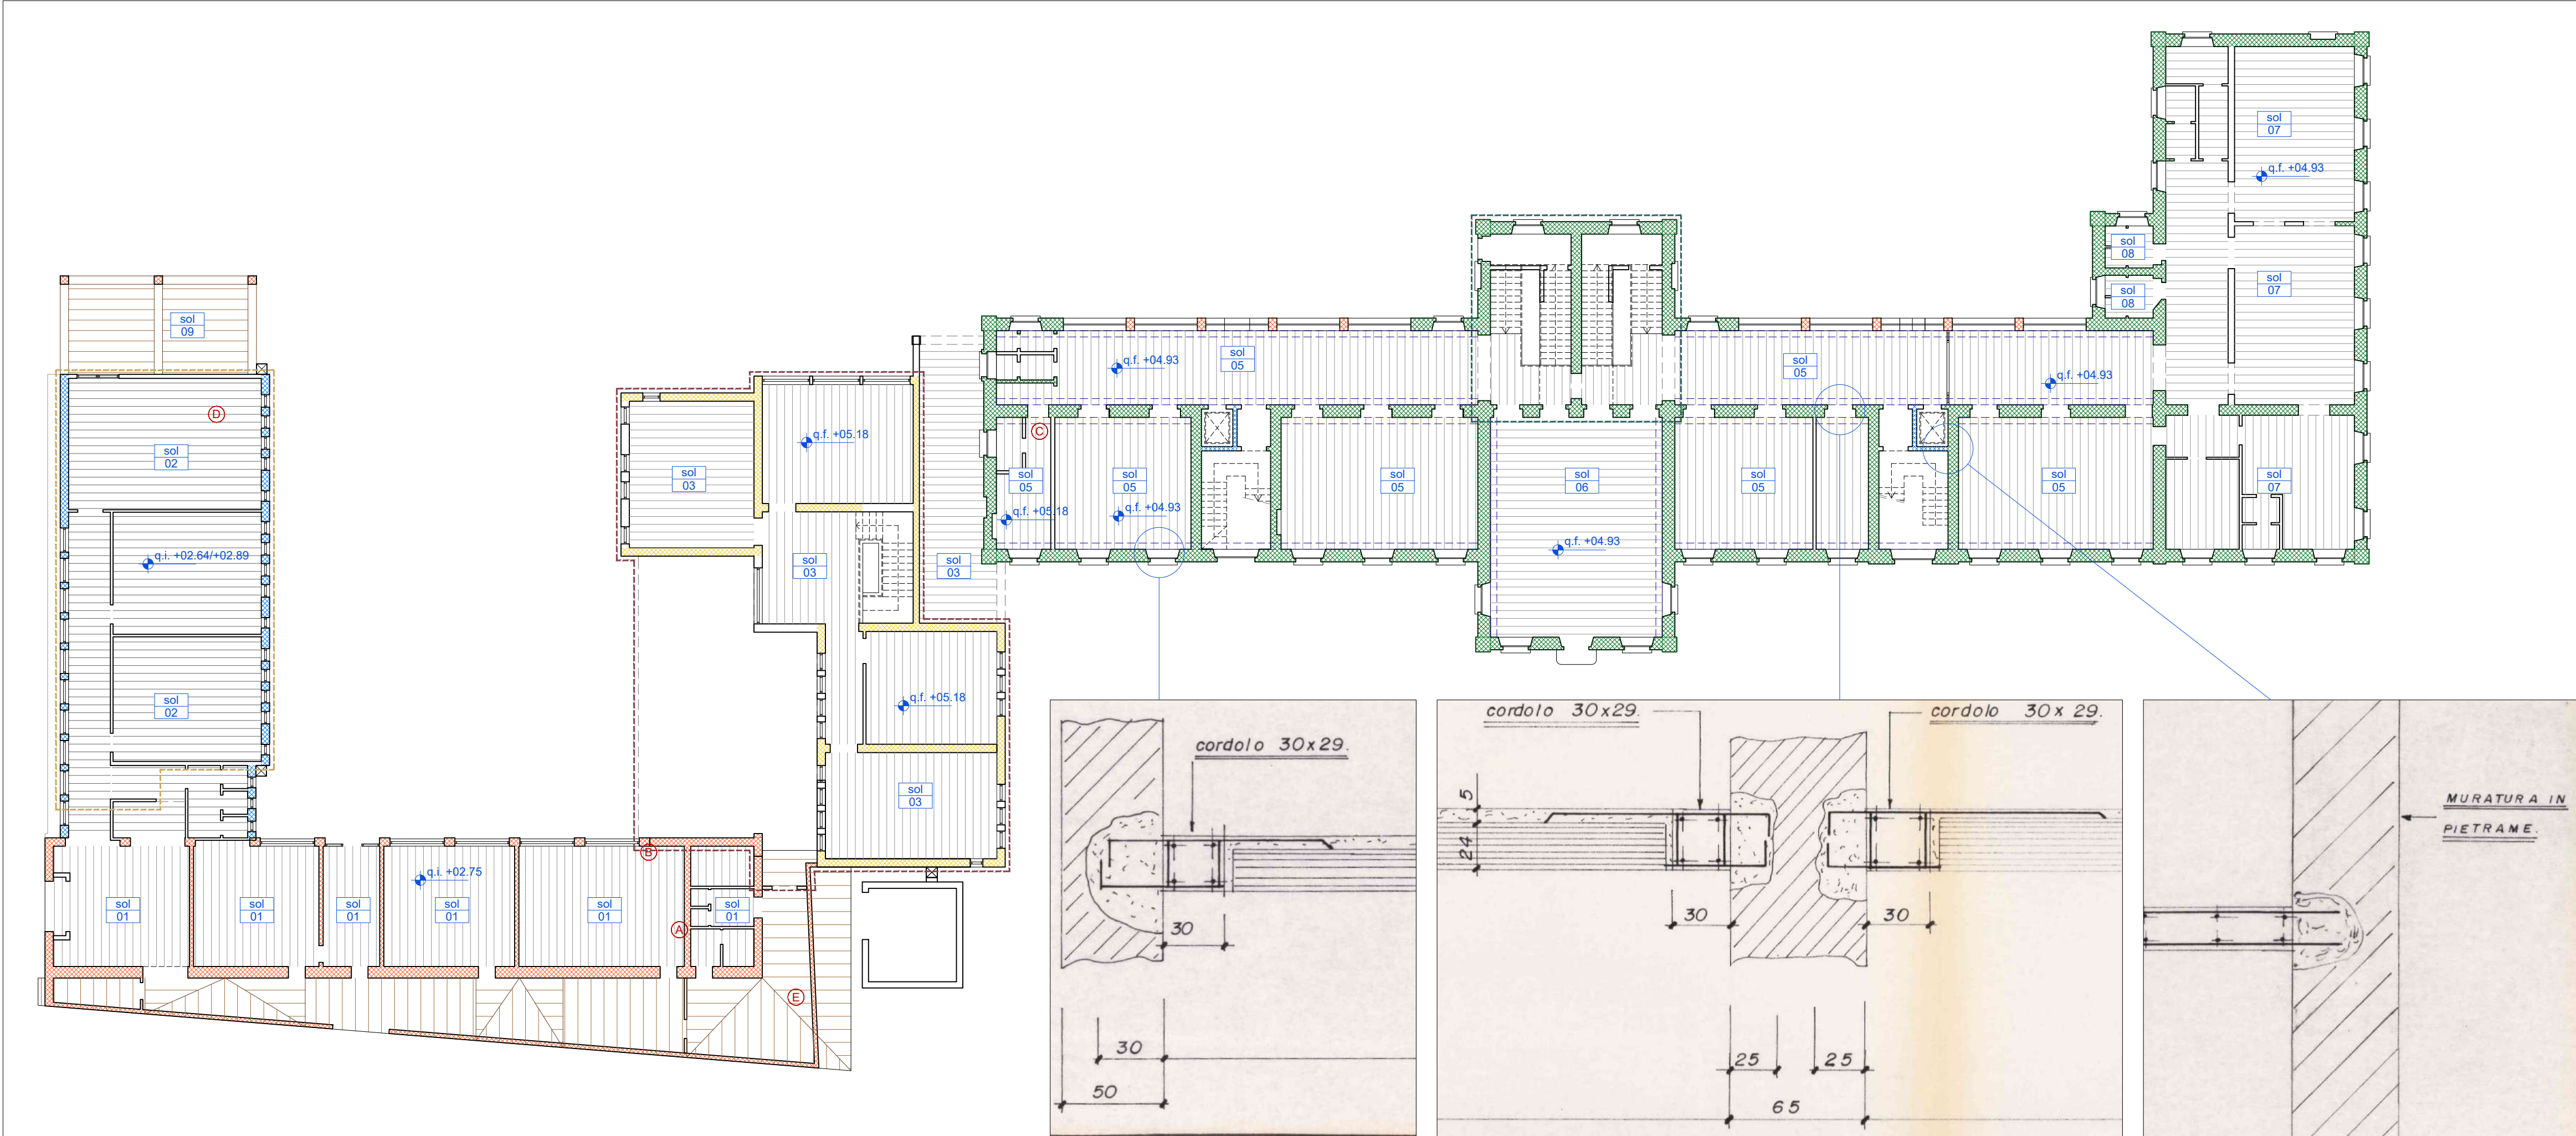 sol
07
q.f. +04.93
sol
08
sol
07
sol
08
sol
09
q.f. +04.93
sol
05
sol
05
q.f. +04.93
D
C
q.f. +05.18
sol
02
sol
03
sol
05
sol
05
sol
05
sol
06
sol
05
sol
05
sol
07
q.f. +05.18
q.f. +04.93
q.i. +02.64/+02.89
sol
03
sol
03
q.f. +04.93
sol
02
q.f. +05.18
sol
03
B
q.i. +02.75
sol
01
sol
01
sol
01
sol
01
sol
01
sol
01
A
E
cordolo 30x29.
30
30
50
cordolo 30x29.
cordolo 30x29.
5
24
30
30
25
25
65
MURATURA IN
PIETRAME.